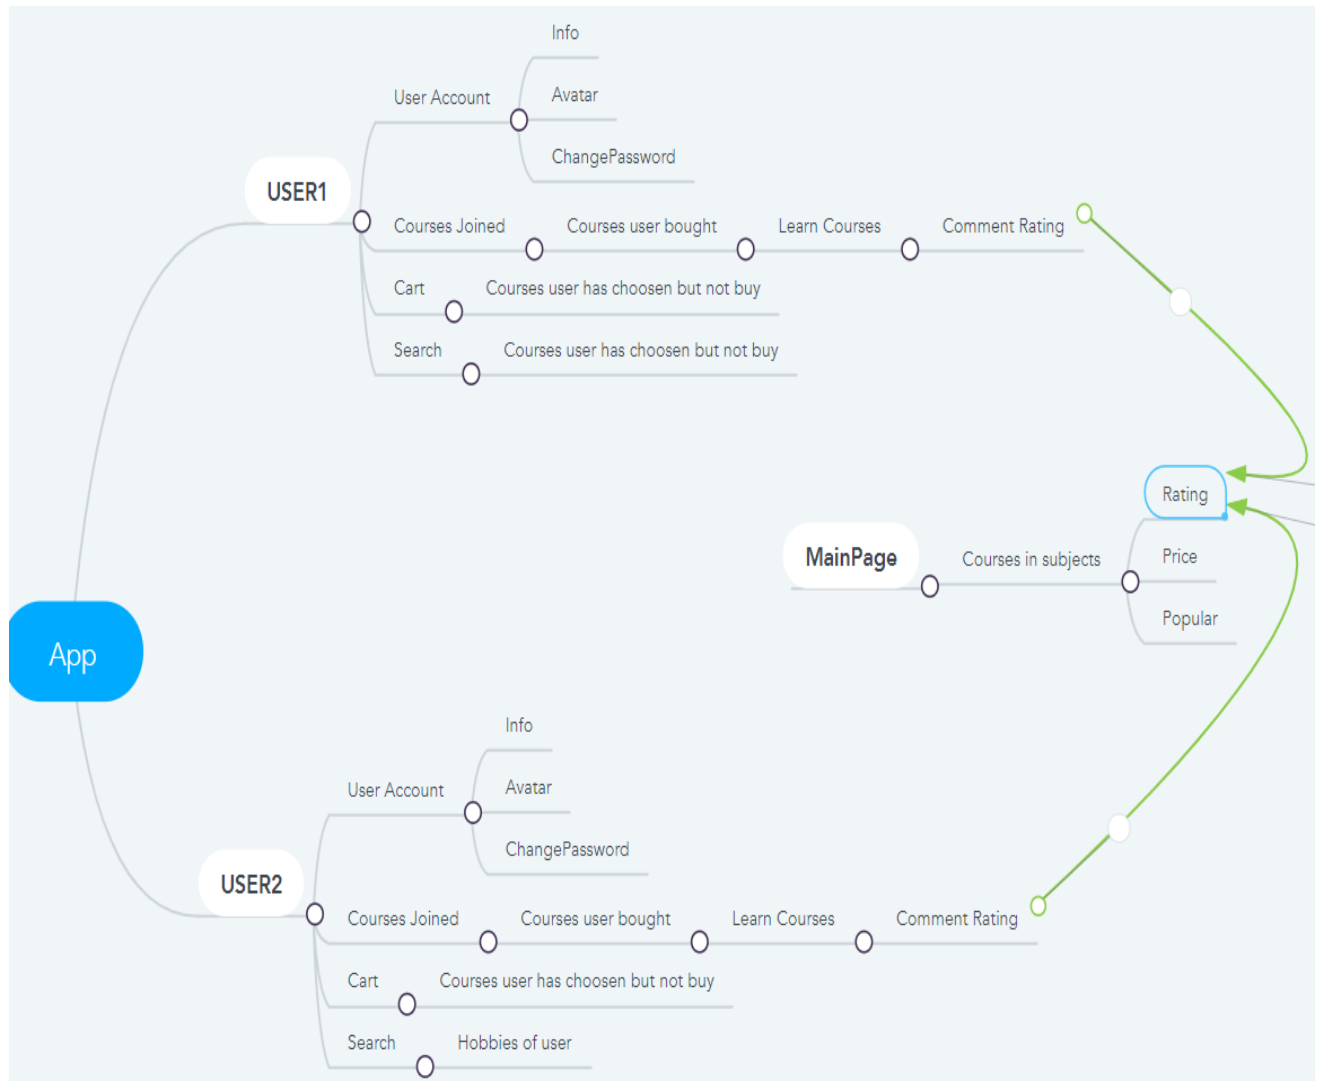 Info
User Account
Avatar
ChangePassword
USER1
Courses Joined
Courses user bought
Learn Courses
Comment Rating
Cart
Courses user has choosen but not buy
Search
Courses user has choosen but not buy
Rating
MainPage
Courses in subjects
Price
Popular
App
Info
User Account
Avatar
ChangePassword
USER2
Courses Joined
Courses user bought
Learn Courses
Comment Rating
Cart
Courses user has choosen but not buy
Search
Hobbies of user